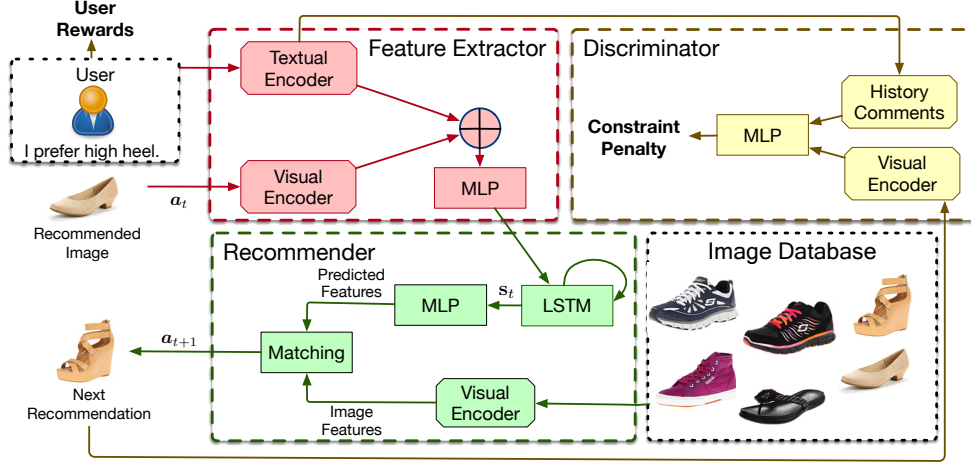 User
Rewards
User
I prefer high heel.
Recommended
Image
a_t
Feature Extractor
Textual
Encoder
Visual
Encoder
MLP
Discriminator
History
Comments
MLP
Constraint
Penalty
Visual
Encoder
Recommender
Predicted
Features
MLP
s_t
LSTM
Matching
a_{t+1}
Image
Features
Visual
Encoder
Next
Recommendation
Image Database